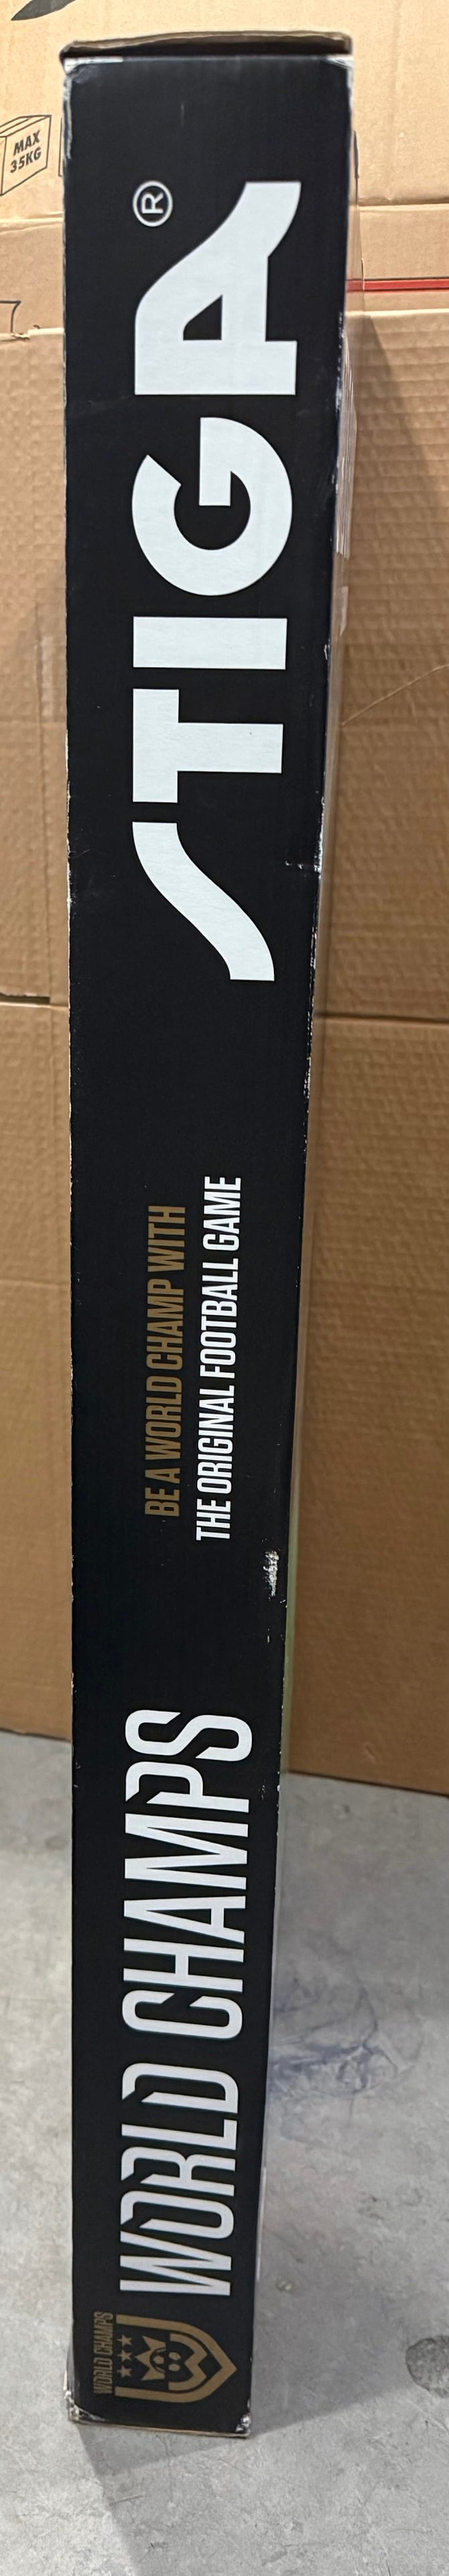 MAX
35KG
STIGA®
BE A WORLD CHAMP WITH
THE ORIGINAL FOOTBALL GAME
WORLD CHAMPS
WORLD CHAMPS